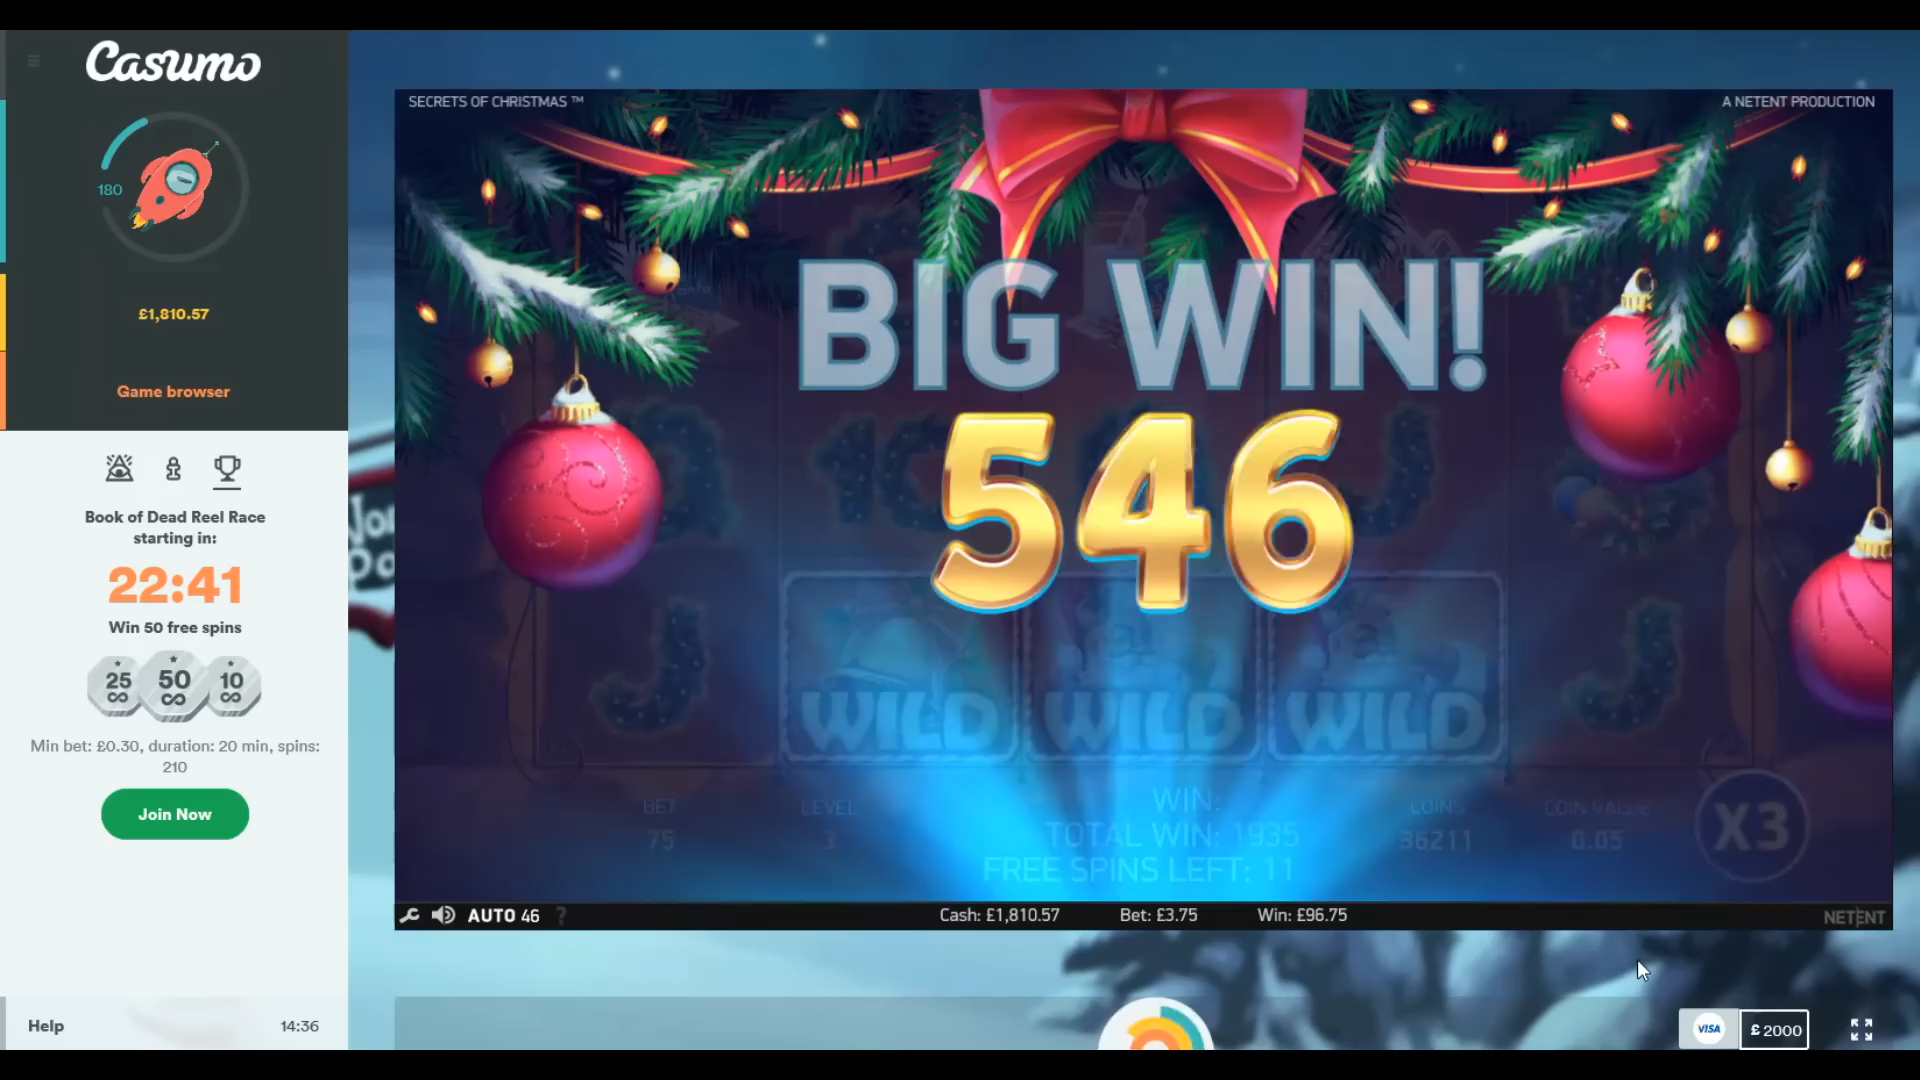 Casumo
180
£1,810.57
Game browser
Book of Dead Reel Race
starting in:
22:41
Win 50 free spins
25 50 10
Min bet: £0.30, duration: 20 min, spins:
210
Join Now
Help 14:36
SECRETS OF CHRISTMAS ™ A NETENT PRODUCTION
BIG WIN!
546
WILD WILD WILD
BET LEVEL WIN: COINS COIN VALUE
75 3 TOTAL WIN: 1935 36211 0.05 X3
FREE SPINS LEFT: 11
AUTO 46 ? Cash: £1,810.57 Bet: £3.75 Win: £96.75 NETENT
VISA £ 2000